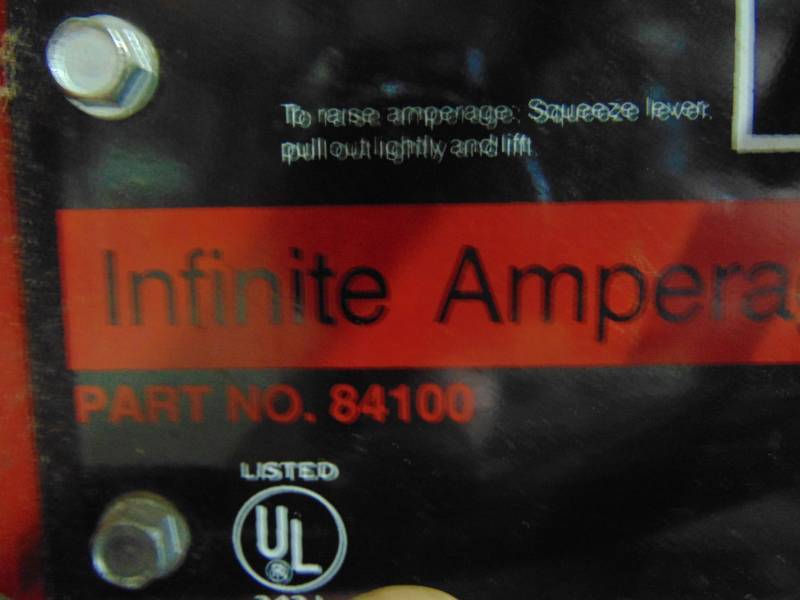 To raise amperage: Squeeze lever.
pull out lightly and lift.
Infinite Ampera
PART NO. 84100
LISTED
UL
®